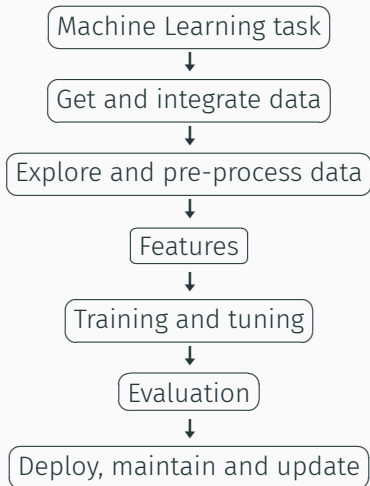 Machine Learning task
Get and integrate data
Explore and pre-process data
Features
Training and tuning
Evaluation
Deploy, maintain and update